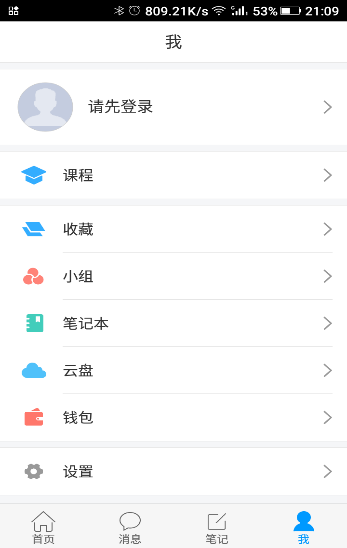 809.21K/s 53% 21:09
我
请先登录
课程
收藏
小组
笔记本
云盘
钱包
设置
首页 消息 笔记 我